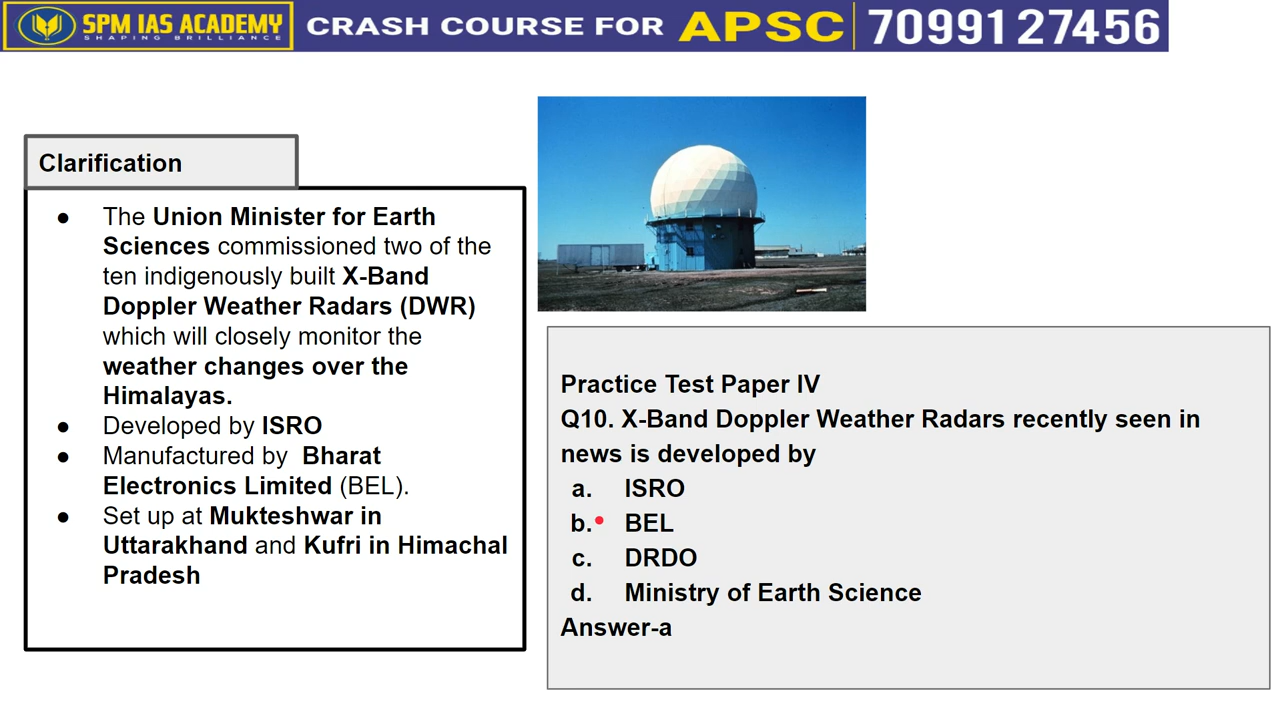 SPM IAS ACADEMY
SHAPING BRILLIANCE
CRASH COURSE FOR APSC 70991 27456
Clarification
● The Union Minister for Earth
Sciences commissioned two of the
ten indigenously built X-Band
Doppler Weather Radars (DWR)
which will closely monitor the
weather changes over the
Himalayas.
● Developed by ISRO
● Manufactured by Bharat
Electronics Limited (BEL).
● Set up at Mukteshwar in
Uttarakhand and Kufri in Himachal
Pradesh
Practice Test Paper IV
Q10. X-Band Doppler Weather Radars recently seen in
news is developed by
a. ISRO
b. BEL
c. DRDO
d. Ministry of Earth Science
Answer-a